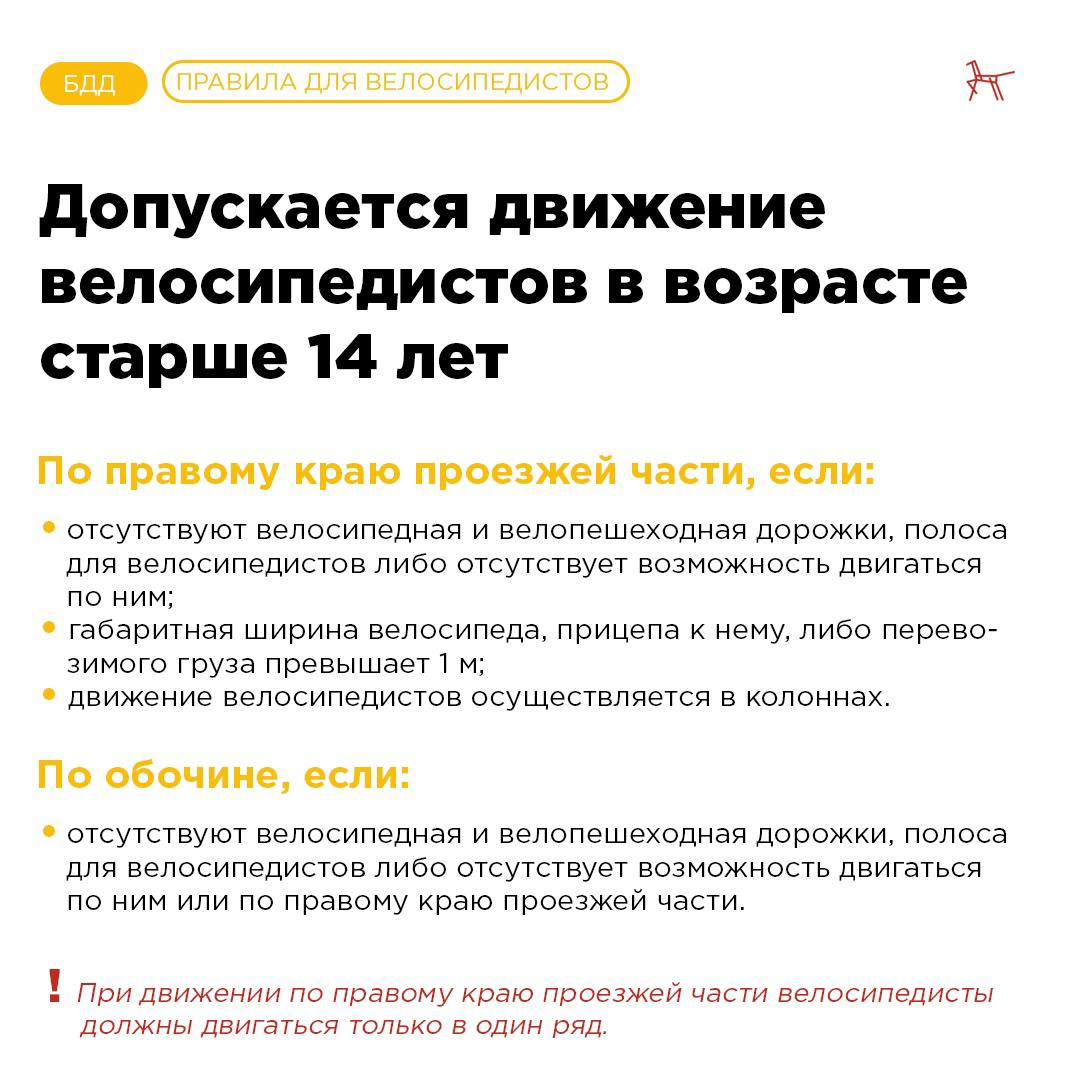 БДД
ПРАВИЛА ДЛЯ ВЕЛОСИПЕДИСТОВ
Допускается движение
велосипедистов в возрасте
старше 14 лет
По правому краю проезжей части, если:
• отсутствуют велосипедная и велопешеходная дорожки, полоса
для велосипедистов либо отсутствует возможность двигаться
по ним;
• габаритная ширина велосипеда, прицепа к нему, либо перево-
зимого груза превышает 1 м;
• движение велосипедистов осуществляется в колоннах.
По обочине, если:
• отсутствуют велосипедная и велопешеходная дорожки, полоса
для велосипедистов либо отсутствует возможность двигаться
по ним или по правому краю проезжей части.
! При движении по правому краю проезжей части велосипедисты
должны двигаться только в один ряд.